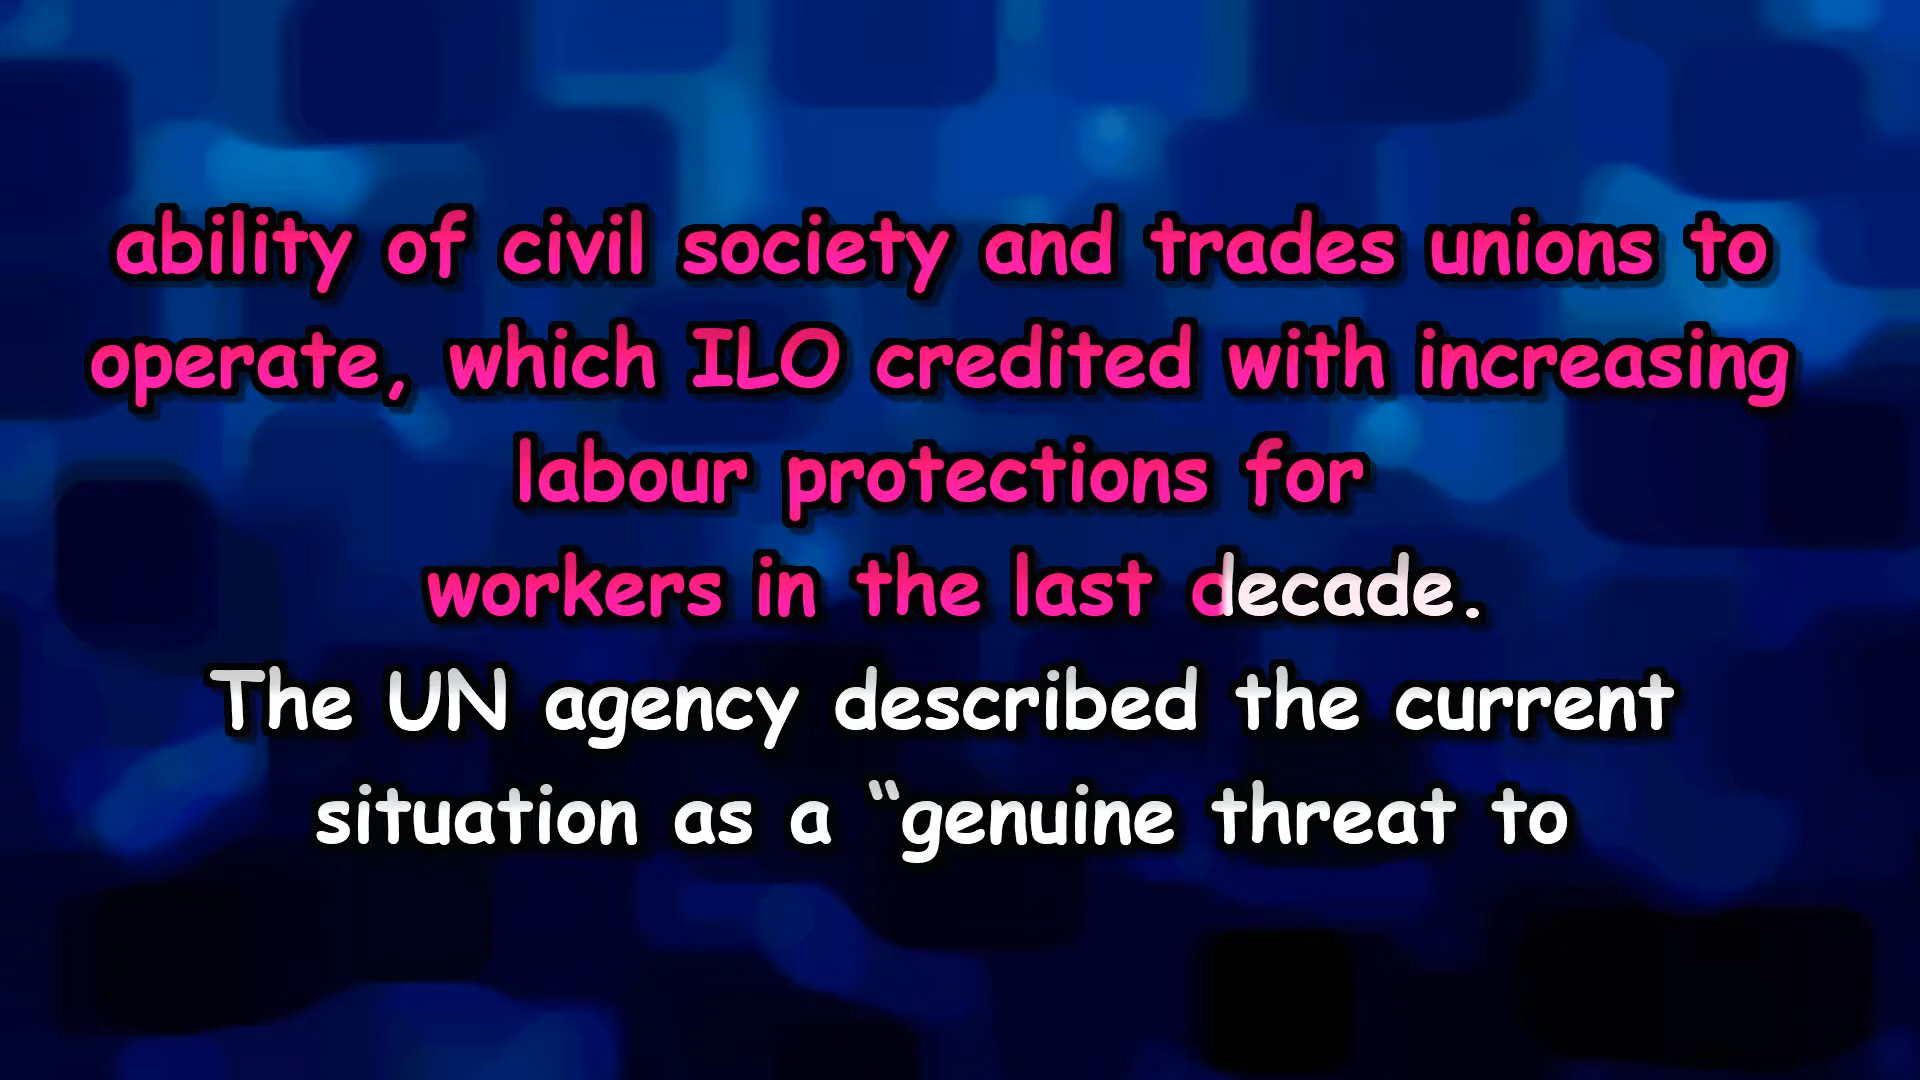 ability of civil society and trades unions to
operate, which ILO credited with increasing
labour protections for
workers in the last decade.
The UN agency described the current
situation as a “genuine threat to